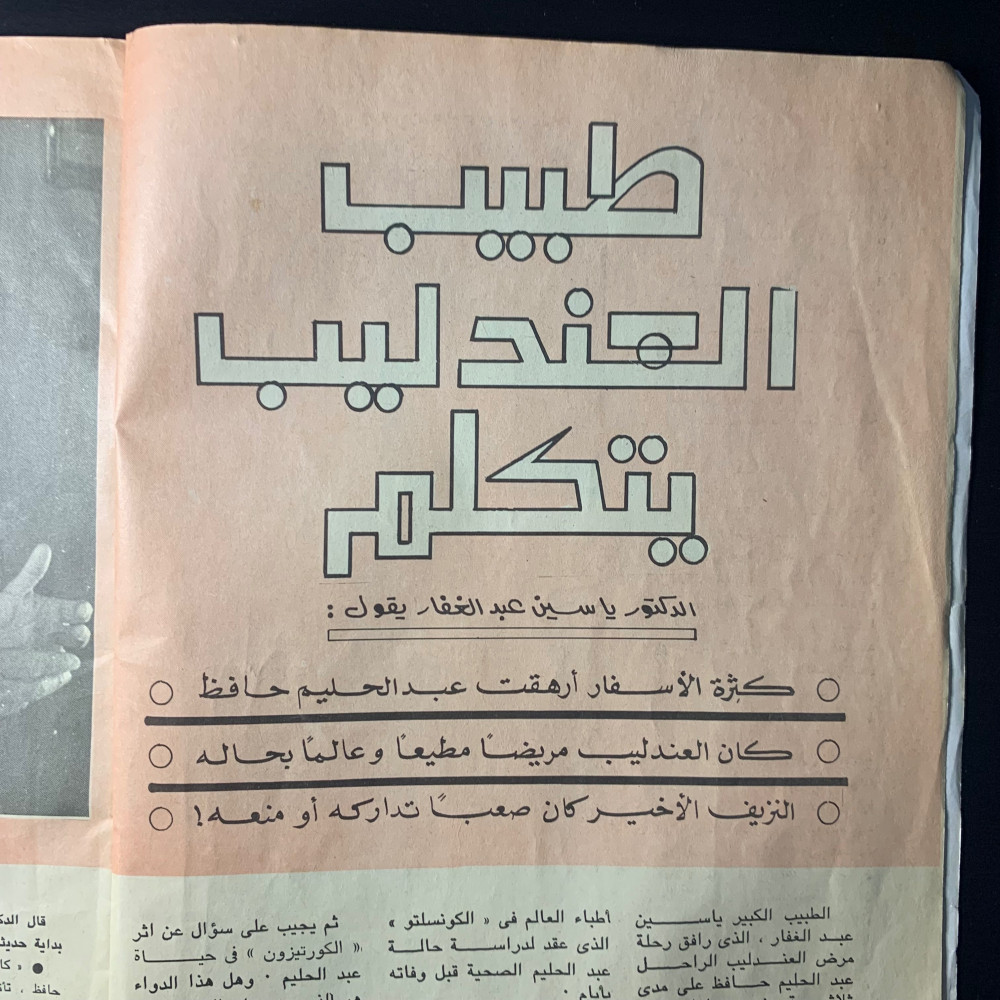 طبيب
العندليب
يتكلم
الدكتور ياسين عبد الغفار يقول :
كثرة الأسفار أرهقت عبد الحليم حافظ
كان العندليب مريضاً مطيعاً وعالماً بحاله
النزيف الأخير كان صعباً تداركه أو منعه !
الطبيب الكبير ياسين
عبد الغفار ، الذى رافق رحلة
مرض العندليب الراحل
عبد الحليم حافظ على مدى
أطباء العالم فى « الكونسلتو »
الذى عقد لدراسة حالة
عبد الحليم الصحية قبل وفاته
بأيام .
ثم يجيب على سؤال عن اثر
« الكورتيزون » فى حياة
عبد الحليم . وهل هذا الدواء
قال
بداية